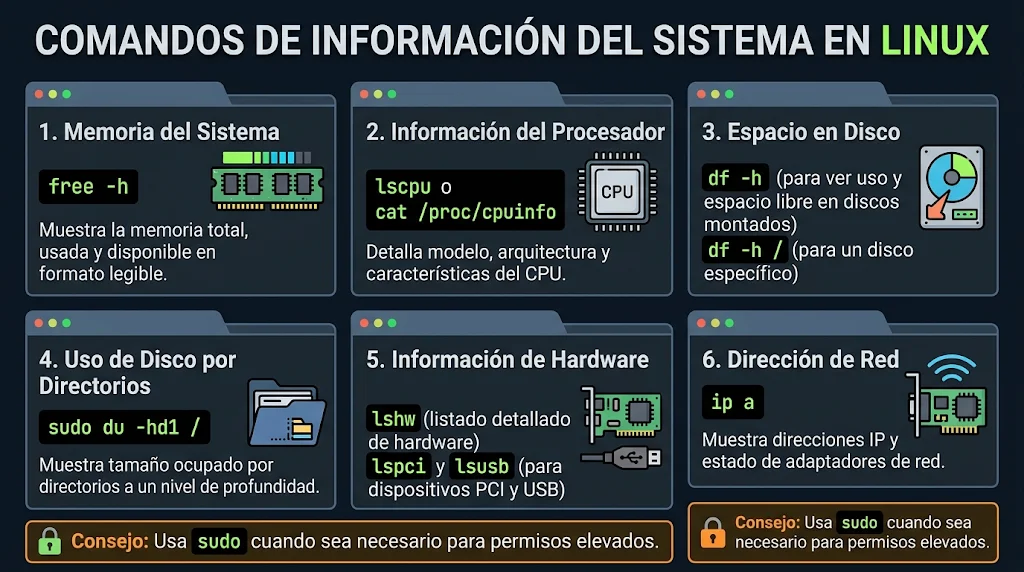 COMANDOS DE INFORMACIÓN DEL SISTEMA EN LINUX
1. Memoria del Sistema
free -h
Muestra la memoria total,
usada y disponible en
formato legible.
2. Información del Procesador
lscpu o
cat /proc/cpuinfo
CPU
Detalla modelo, arquitectura y
características del CPU.
3. Espacio en Disco
df -h (para ver uso y
espacio libre en discos
montados)
df -h / (para un disco
específico)
4. Uso de Disco por
Directorios
sudo du -hd1 /
Muestra tamaño ocupado por
directorios a un nivel de profundidad.
5. Información de Hardware
lshw (listado detallado
de hardware)
lspci y lsusb (para
dispositivos PCI y USB)
6. Dirección de Red
ip a
Muestra direcciones IP y
estado de adaptadores de red.
Consejo: Usa sudo cuando sea necesario para permisos elevados.
Consejo: Usa sudo cuando sea
necesario para permisos elevados.